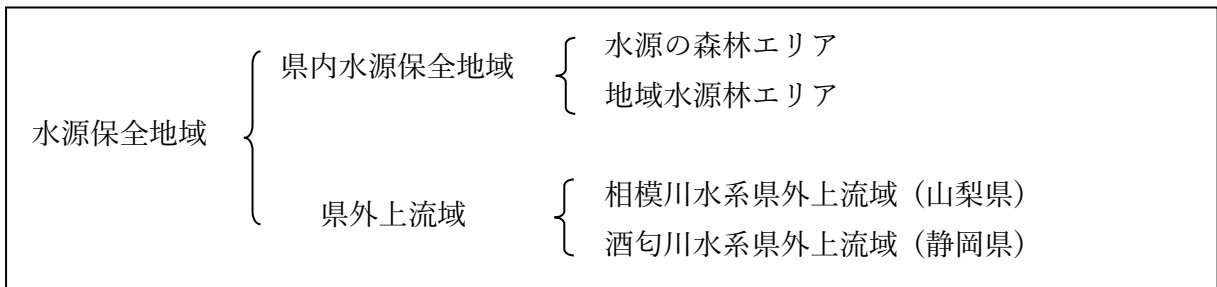 水源保全地域
県内水源保全地域
水源の森林エリア
地域水源林エリア
県外上流域
相模川水系県外上流域（山梨県）
酒匂川水系県外上流域（静岡県）